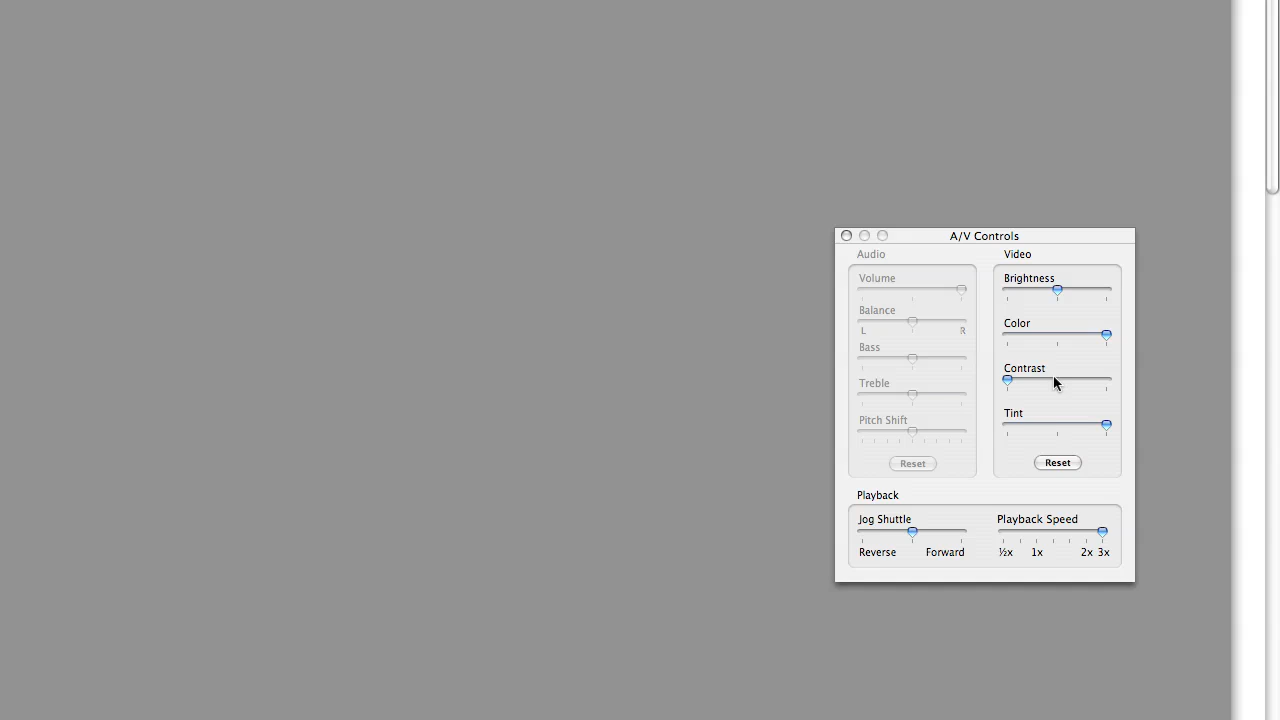 A/V Controls
Audio
Volume
Balance
L R
Bass
Treble
Pitch Shift
Reset
Video
Brightness
Color
Contrast
Tint
Reset
Playback
Jog Shuttle
Reverse Forward
Playback Speed
½x 1x 2x 3x